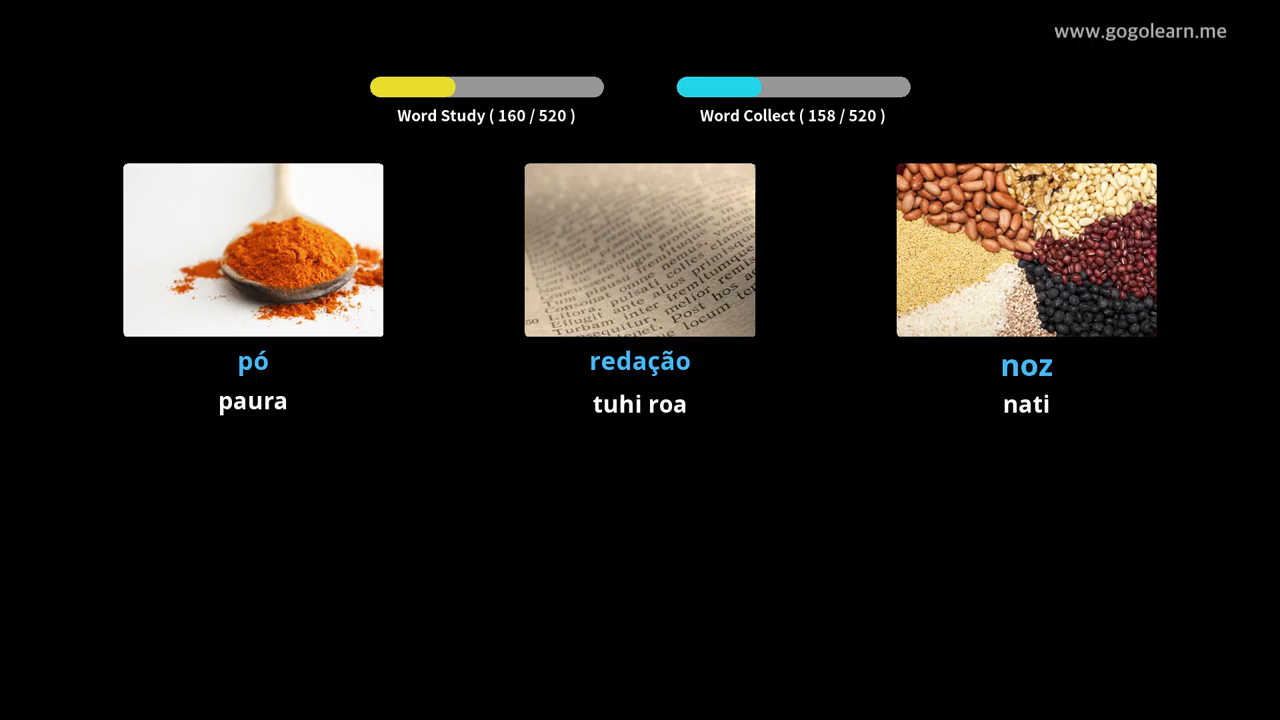 www.gogolearn.me
Word Study ( 160 / 520 )
Word Collect ( 158 / 520 )
pó
redação
noz
paura
tuhi roa
nati